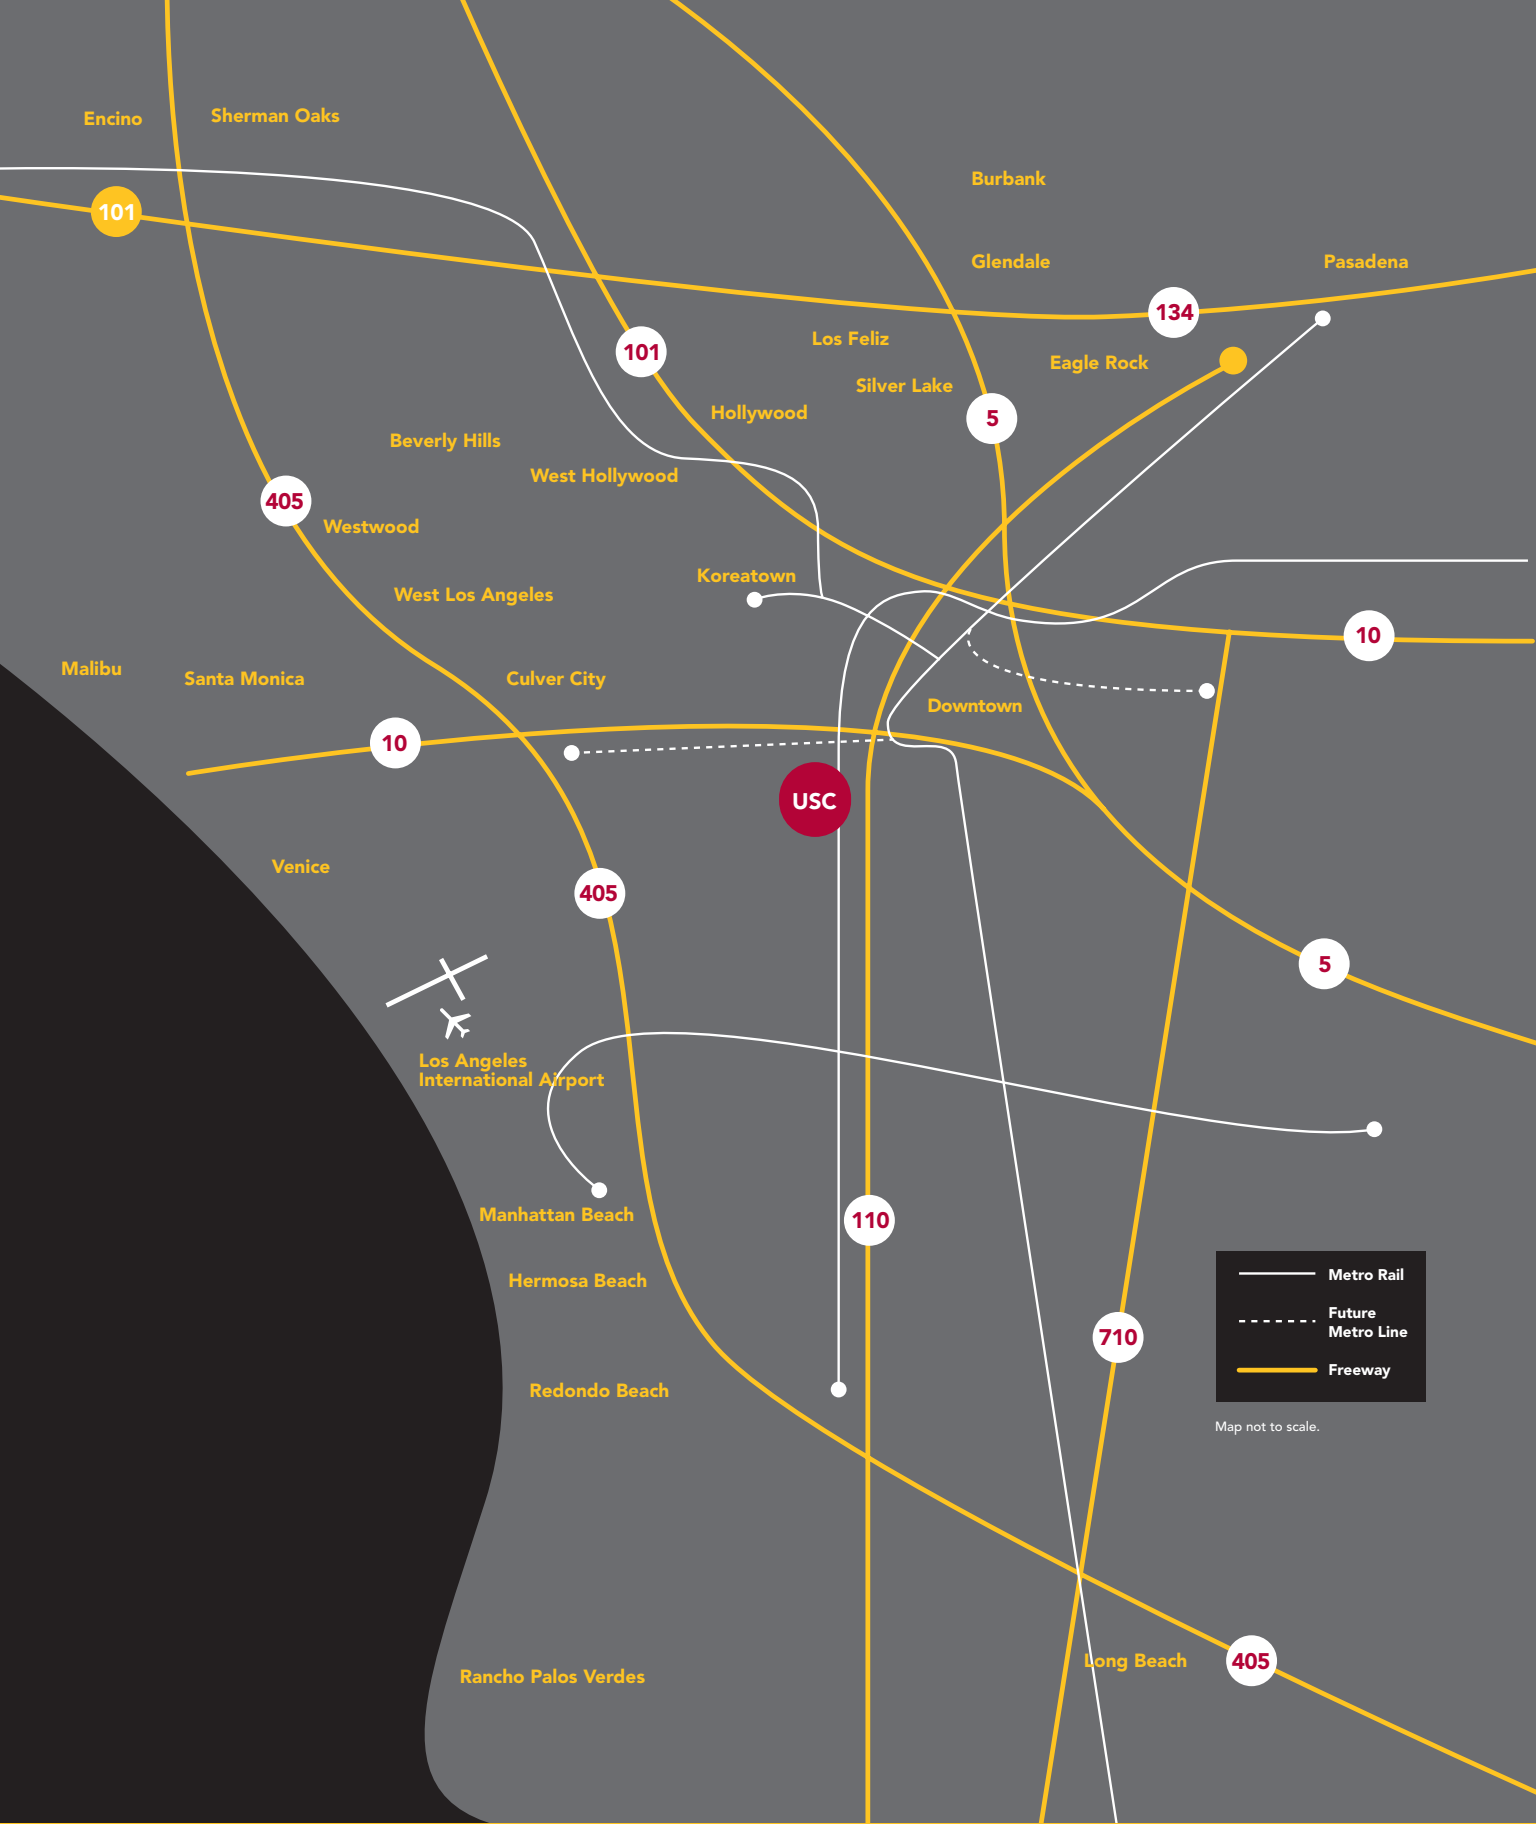 Encino
Sherman Oaks
Burbank
101
Glendale
Pasadena
134
Los Feliz
101
Eagle Rock
Silver Lake
Hollywood
5
Beverly Hills
West Hollywood
405
Westwood
Koreatown
West Los Angeles
10
Malibu
Santa Monica
Culver City
Downtown
10
USC
Venice
405
5
Los Angeles
International Airport
Manhattan Beach
110
Hermosa Beach
Metro Rail
Future
Metro Line
Freeway
710
Redondo Beach
Map not to scale.
Long Beach
405
Rancho Palos Verdes